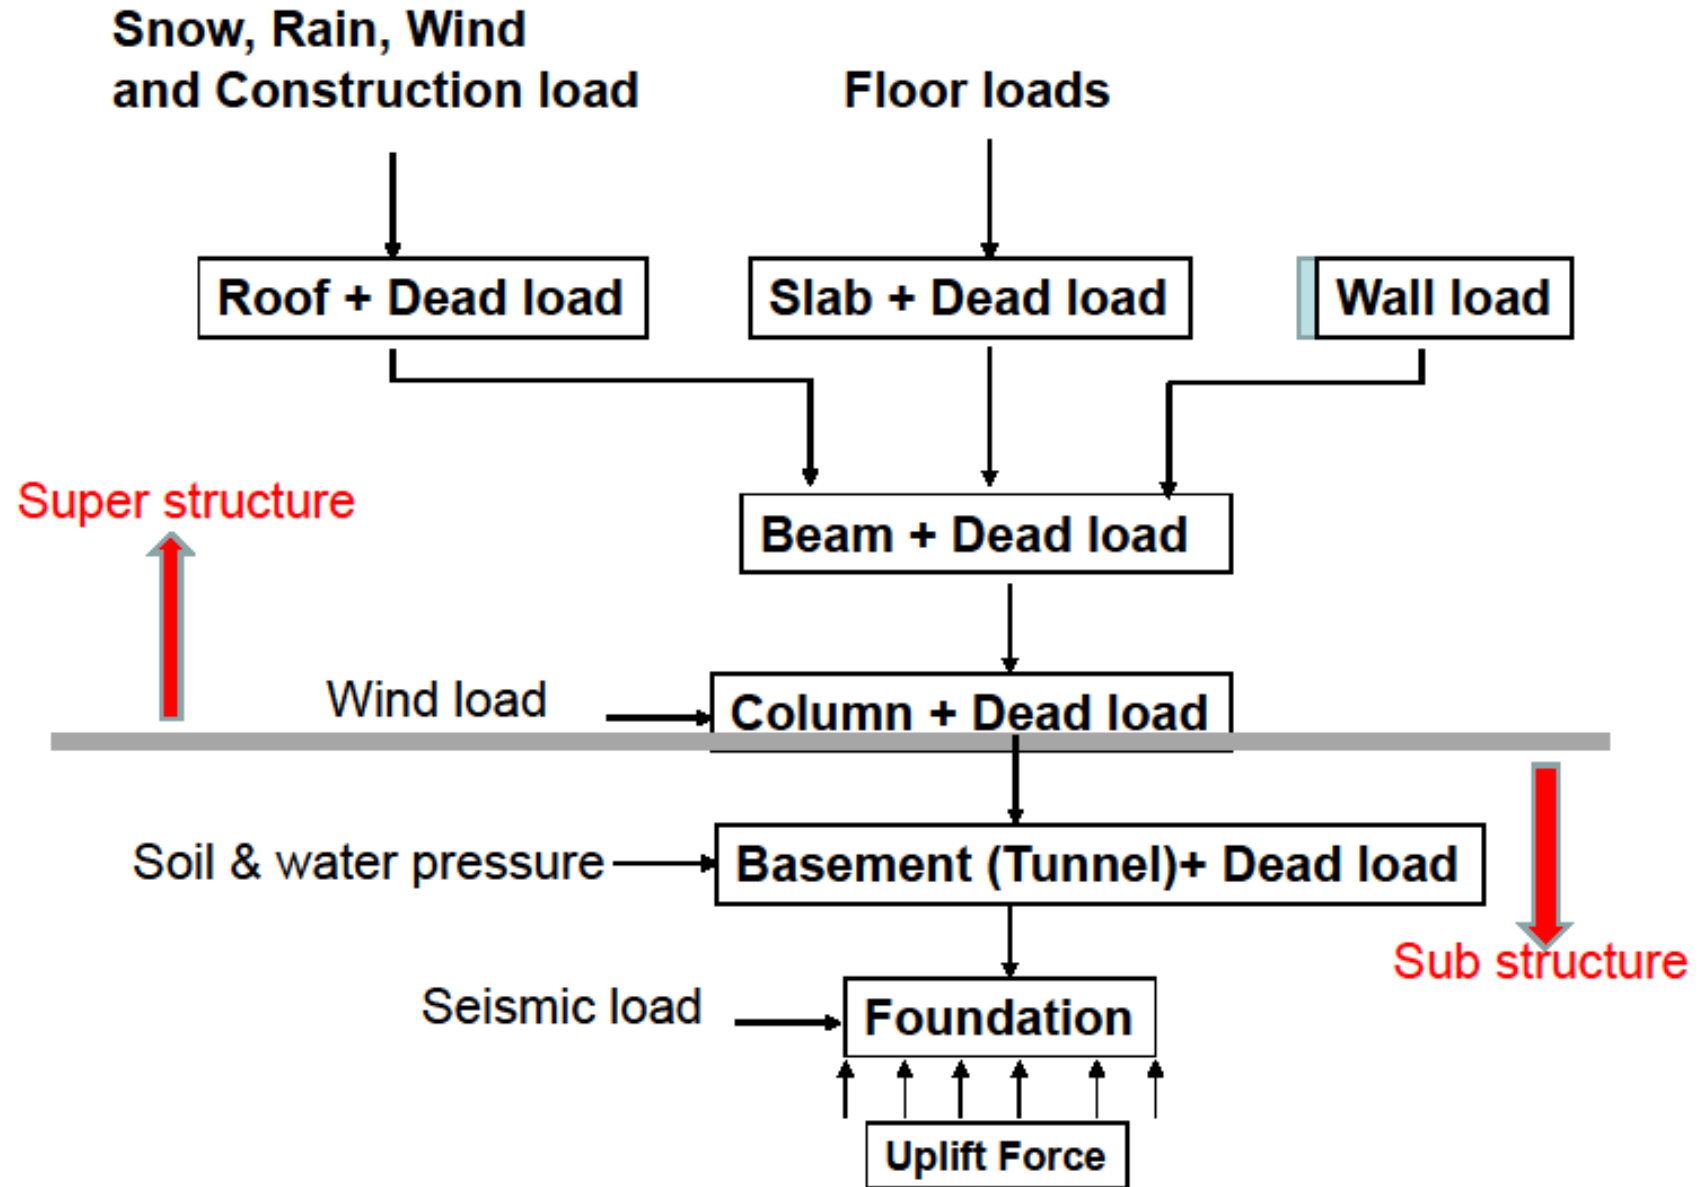 Snow, Rain, Wind
and Construction load
Floor loads
Roof + Dead load
Slab + Dead load
Wall load
Super structure
Beam + Dead load
Wind load
Column + Dead load
Soil & water pressure
Basement (Tunnel)+ Dead load
Sub structure
Seismic load
Foundation
Uplift Force